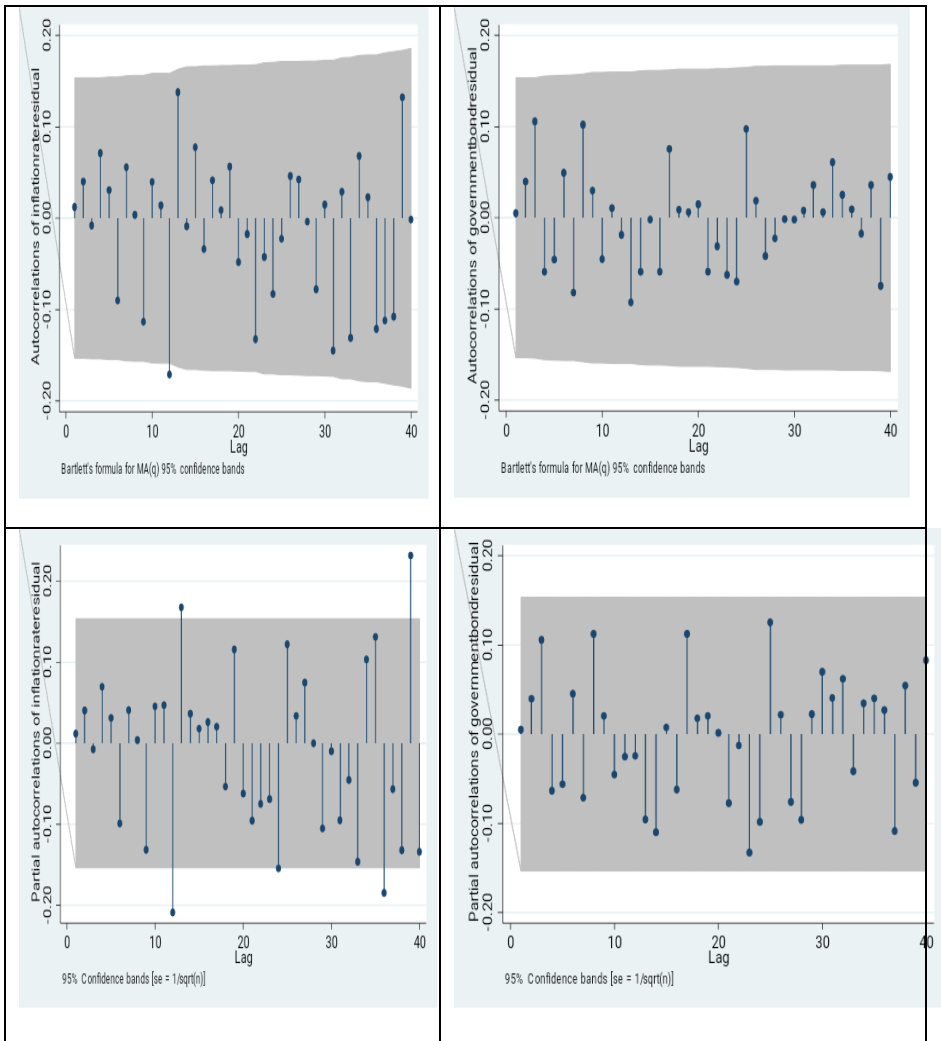 Autocorrelations of inflationrateresidual
0.20
0.10
0.00
-0.10
-0.20
0 10 20 30 40
Lag
Bartlett's formula for MA(q) 95% confidence bands
Autocorrelations of governmentbondresidual
0.20
0.10
0.00
-0.10
-0.20
0 10 20 30 40
Lag
Bartlett's formula for MA(q) 95% confidence bands
Partial autocorrelations of inflationrateresidual
0.20
0.10
0.00
-0.10
-0.20
0 10 20 30 40
Lag
95% Confidence bands [se = 1/sqrt(n)]
Partial autocorrelations of governmentbondresidual
0.20
0.10
0.00
-0.10
-0.20
0 10 20 30 40
Lag
95% Confidence bands [se = 1/sqrt(n)]